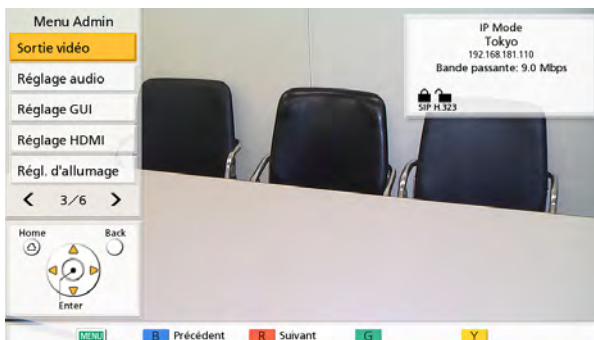 Menu Admin
Sortie vidéo
Réglage audio
Réglage GUI
Réglage HDMI
Régl. d'allumage
3/6
Home
Back
Enter
IP Mode
Tokyo
192.168.181.110
Bande passante: 9.0 Mbps
SIP H.323
MENU B Précédent R Suivant G Y